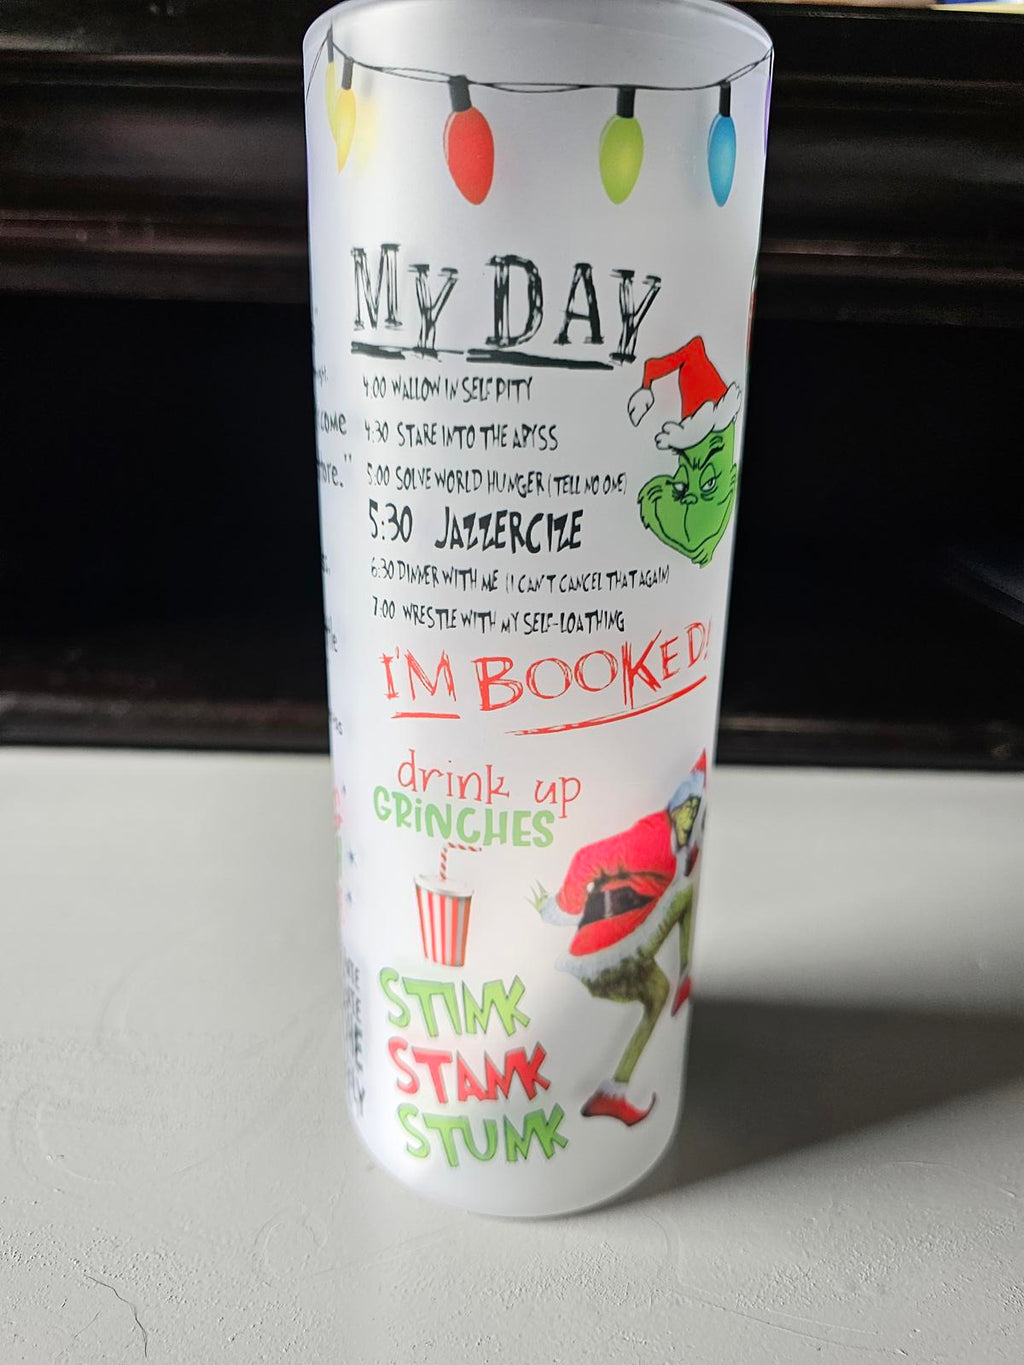 MY DAY
4:00 WALLOW IN SELF PITY
4:30 STARE INTO THE ABYSS
5:00 SOLVE WORLD HUNGER (TELL NO ONE)
5:30 JAZZERCIZE
6:30 DINNER WITH ME (I CAN'T CANCEL THAT AGAIN)
7:00 WRESTLE WITH MY SELF-LOATHING
I'M BOOKED!
drink up
GRINCHES
STINK
STANK
STUNK